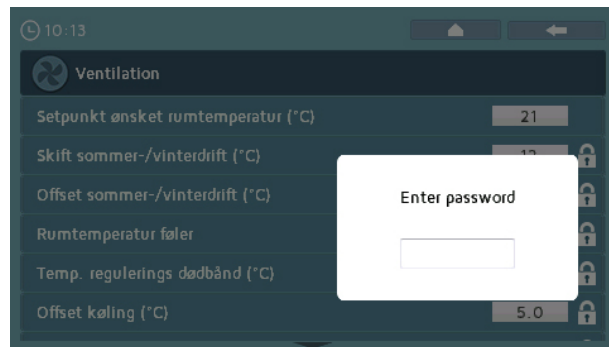 10:13
Ventilation
Setpunkt ønsket rumtemperatur (°C) 21
Skift sommer-/vinterdrift (°C)
Offset sommer-/vinterdrift (°C)
Enter password
Rumtemperatur føler
Temp. regulerings dødbånd (°C)
Offset køling (°C) 5.0